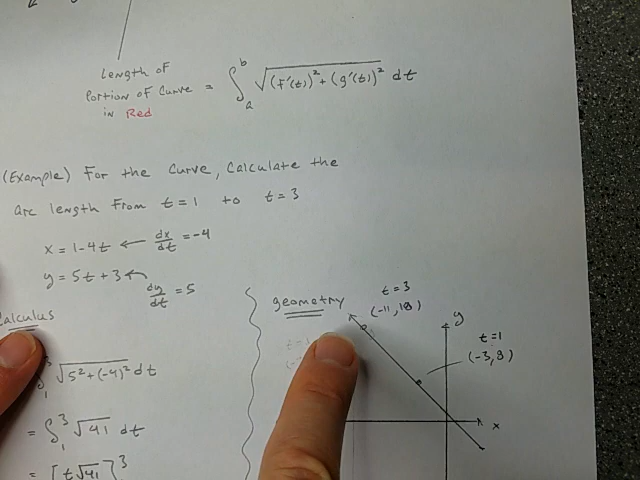 Length of
Portion of Curve = ∫ₐᵇ √((f'(t))² + (g'(t))²) dt
in Red
(Example) For the Curve, Calculate the
arc length From t=1 to t=3
x = 1-4t ← dx/dt = -4
y = 5t+3 ← dy/dt = 5
Calculus
∫₁³ √(5²+(-4)²) dt
= ∫₁³ √41 dt
= [t√41]³
geometry
t=3
(-11,18)
y
t=1
(-3,8)
x